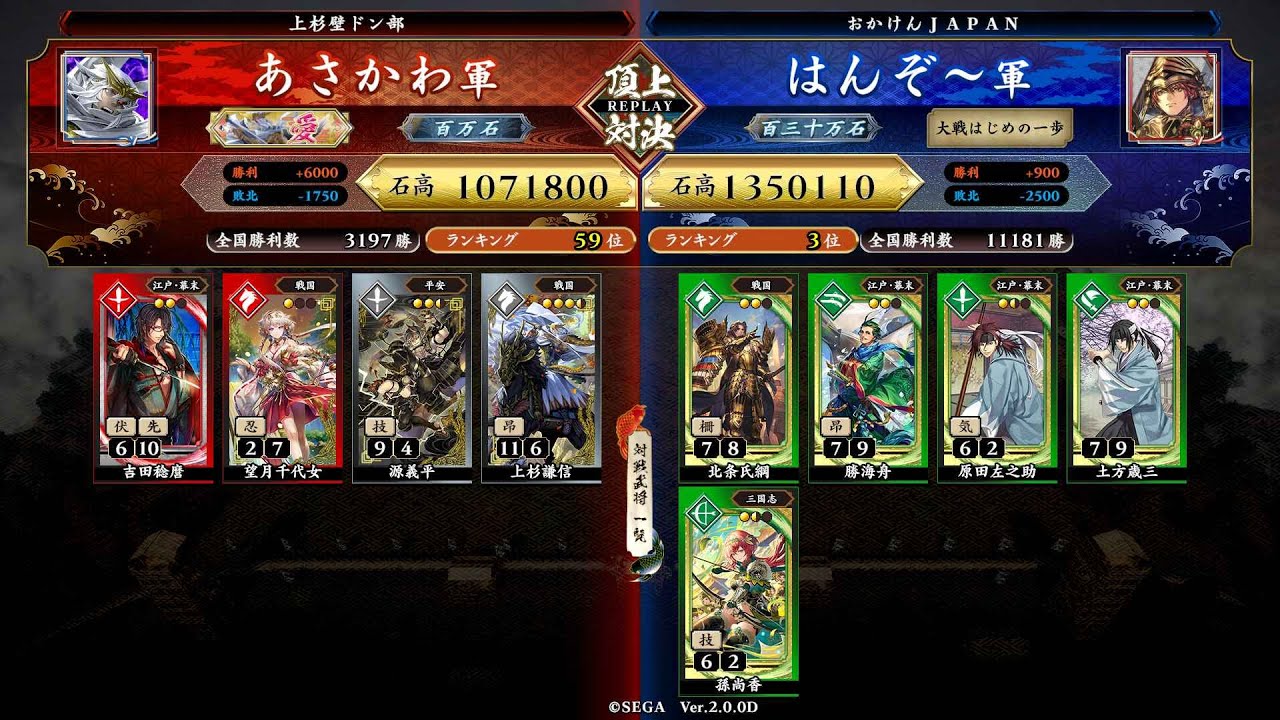 上杉壁ドン部
おかけんJAPAN
あさかわ軍
頂上
REPLAY
対決
はんぞ～軍
愛
百万石
百三十万石
大戦はじめの一歩
勝利 +6000
敗北 -1750
石高 1071800
石高 1350110
勝利 +900
敗北 -2500
全国勝利数 3197勝
ランキング 59位
ランキング 3位
全国勝利数 11181勝
江戸・幕末
伏 先
6 10
吉田稔麿
戦国
忍
2 7
望月千代女
平安
技
9 4
源義平
戦国
昂
11 6
上杉謙信
対戦武将一覧
戦国
柵
7 8
北条氏綱
江戸・幕末
昂
7 9
勝海舟
江戸・幕末
気
6 2
原田左之助
江戸・幕末
7 9
土方歳三
三国志
技
6 2
孫尚香
©SEGA Ver.2.0.0D